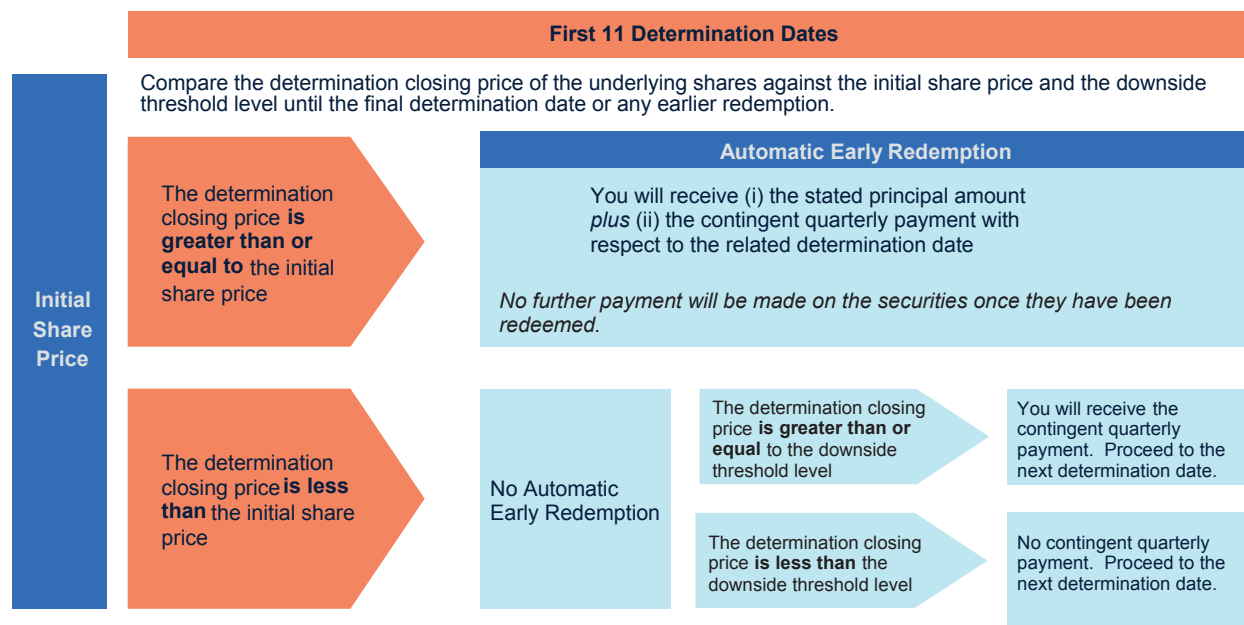 First 11 Determination Dates
Compare the determination closing price of the underlying shares against the initial share price and the downside
threshold level until the final determination date or any earlier redemption.
Initial
Share
Price
The determination
closing price is
greater than or
equal to the initial
share price
Automatic Early Redemption
You will receive (i) the stated principal amount
plus (ii) the contingent quarterly payment with
respect to the related determination date
No further payment will be made on the securities once they have been
redeemed.
The determination
closing price is less
than the initial share
price
No Automatic
Early Redemption
The determination closing
price is greater than or
equal to the downside
threshold level
You will receive the
contingent quarterly
payment. Proceed to the
next determination date.
The determination closing
price is less than the
downside threshold level
No contingent quarterly
payment. Proceed to the
next determination date.